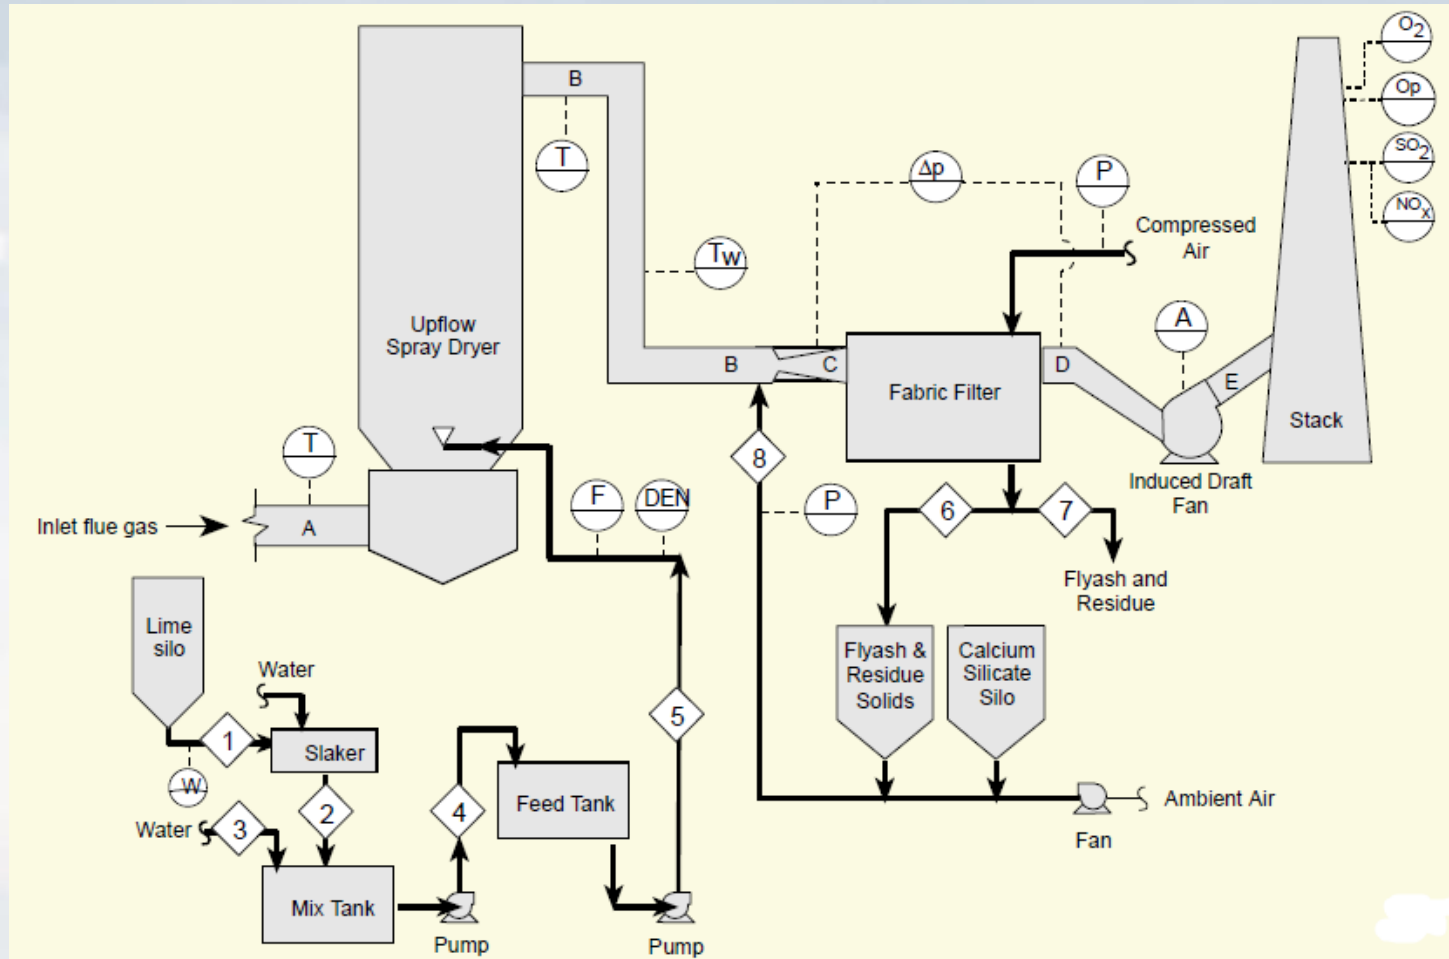 O2
Op
SO2
NOx
B
T
Δp
P
Tw
Compressed
Air
A
Upflow
Spray Dryer
B
C
D
E
Fabric Filter
Stack
T
8
Induced Draft
Fan
F
DEN
P
6
7
Inlet flue gas
A
Flyash and
Residue
Lime
silo
Flyash &
Residue
Solids
Calcium
Silicate
Silo
Water
5
1
Slaker
W
Water
3
2
4
Feed Tank
Ambient Air
Fan
Mix Tank
Pump
Pump